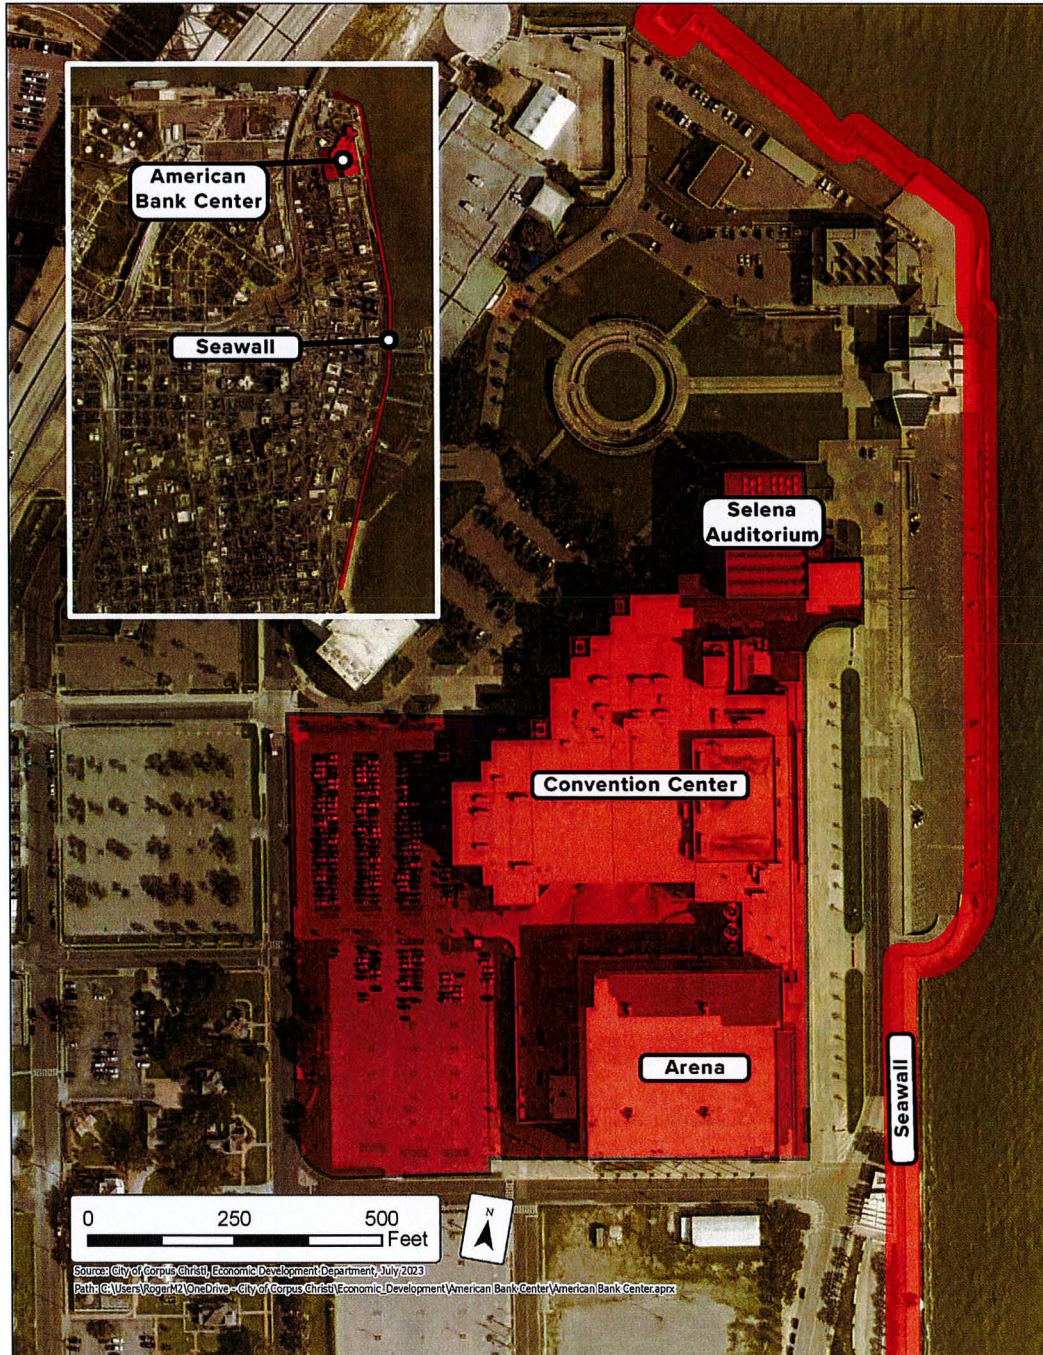 American
Bank Center
Seawall
Selena
Auditorium
Convention Center
Arena
Seawall
0 250 500
Feet
N
Source: City of Corpus Christi, Economic Development Department, July 2023
Path: C:\Users\RogerM2\OneDrive - City of Corpus Christi\Economic_Development\American Bank Center\American Bank Center.aprx